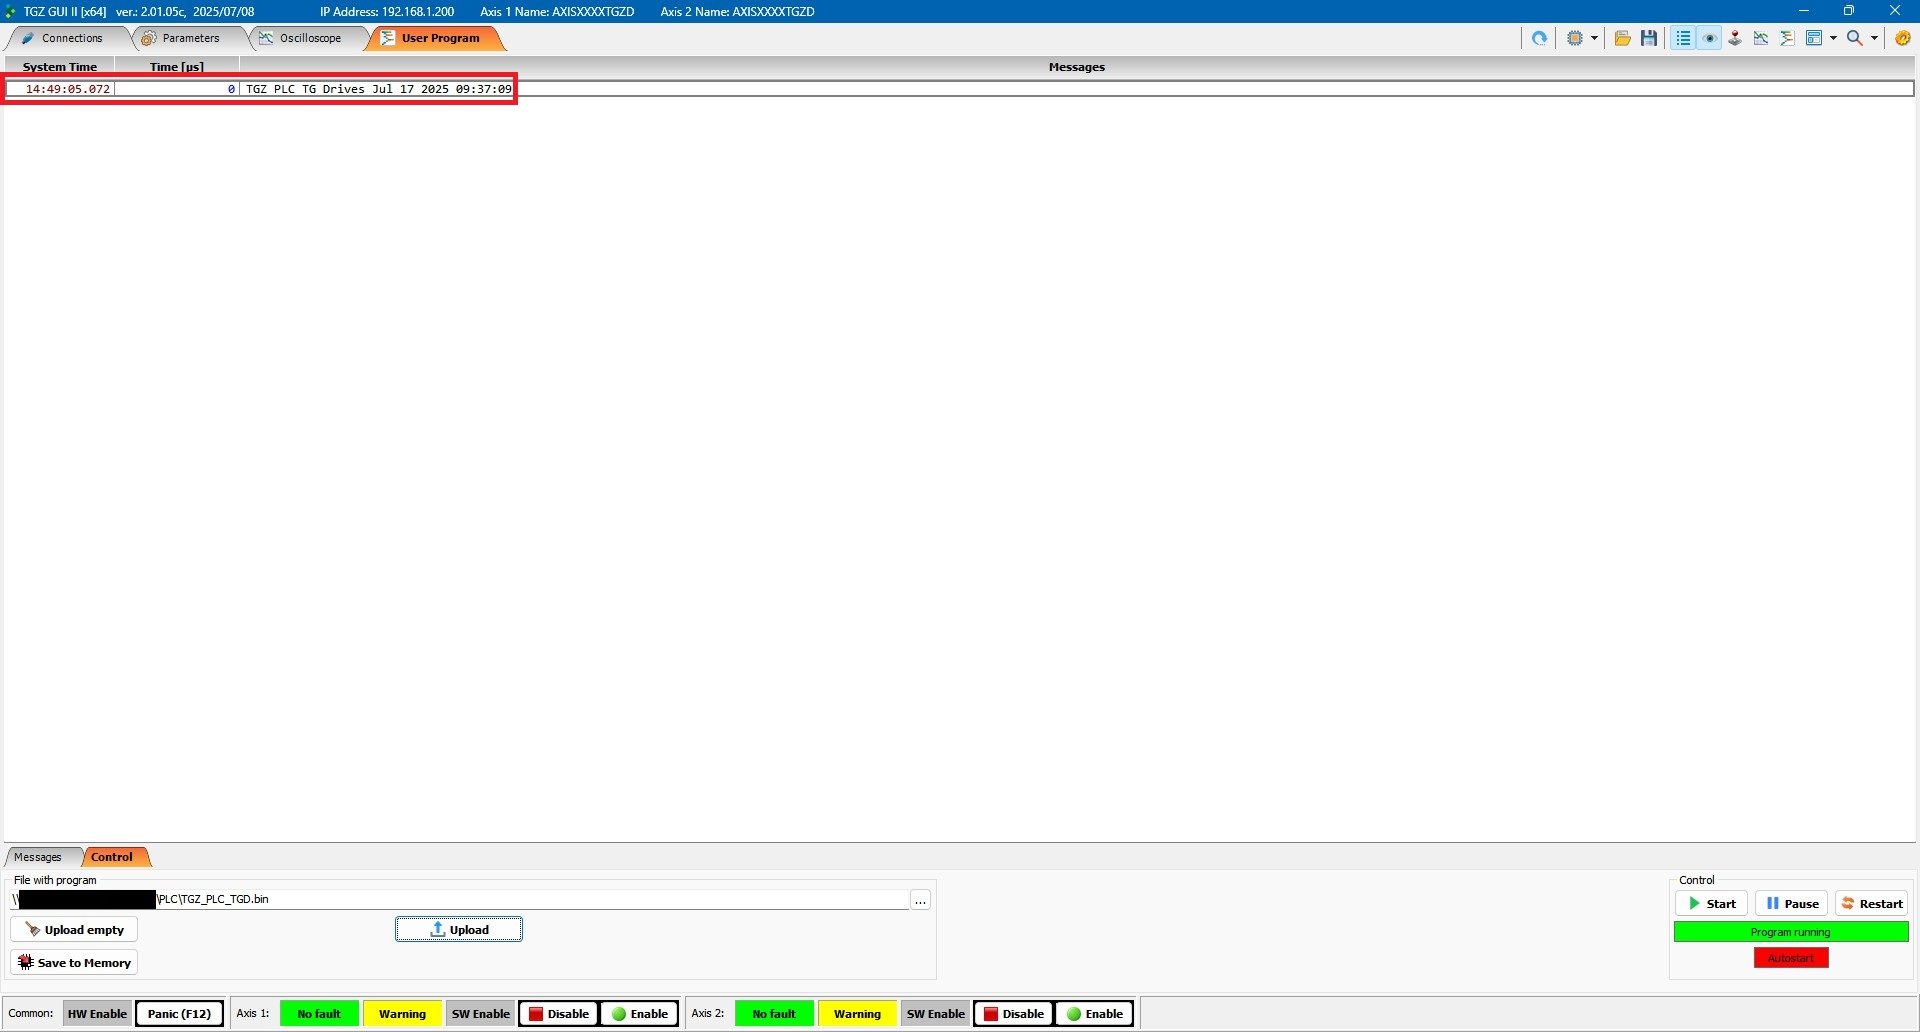 TGZ GUI II [x64] ver.: 2.01.05c, 2025/07/08 IP Address: 192.168.1.200 Axis 1 Name: AXISXXXXTGZD Axis 2 Name: AXISXXXXTGZD
Connections Parameters Oscilloscope User Program
System Time Time [µs] Messages
14:49:05.072 0 TGZ PLC TG Drives Jul 17 2025 09:37:09
Messages Control
File with program
\\ \PLC\TGZ_PLC_TGD.bin ...
Upload empty Upload
Save to Memory
Control
Start Pause Restart
Program running
Autostart
Common: HW Enable Panic (F12) Axis 1: No fault Warning SW Enable Disable Enable Axis 2: No fault Warning SW Enable Disable Enable